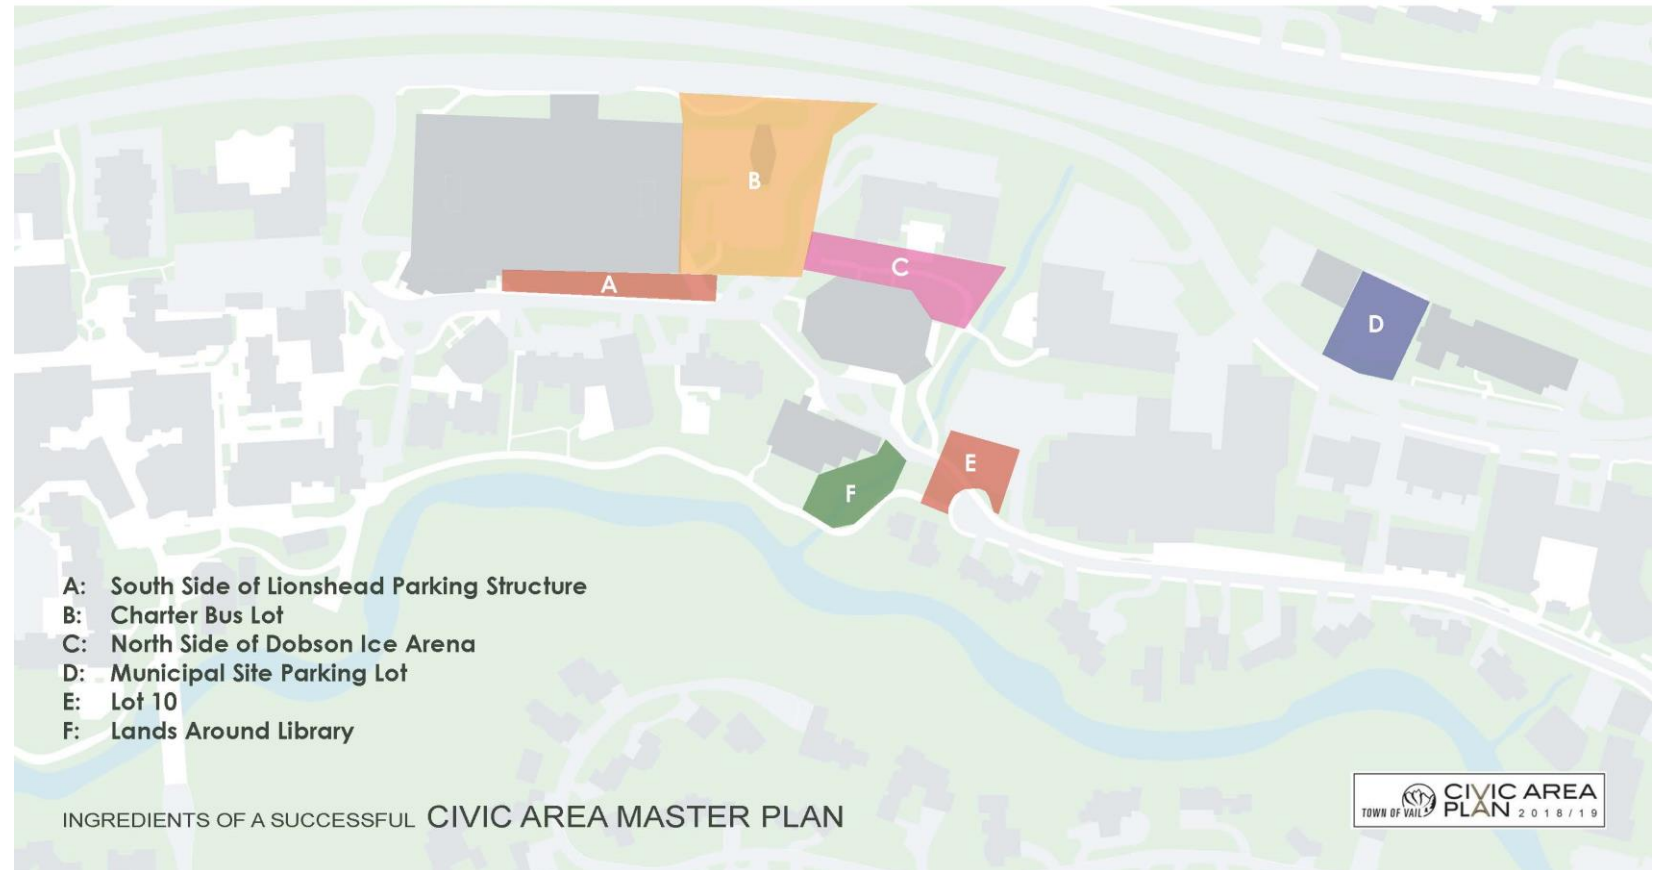 B
C
A
D
E
F
A: South Side of Lionshead Parking Structure
B: Charter Bus Lot
C: North Side of Dobson Ice Arena
D: Municipal Site Parking Lot
E: Lot 10
F: Lands Around Library
INGREDIENTS OF A SUCCESSFUL CIVIC AREA MASTER PLAN
TOWN OF VAIL CIVIC AREA
PLAN 2018/19